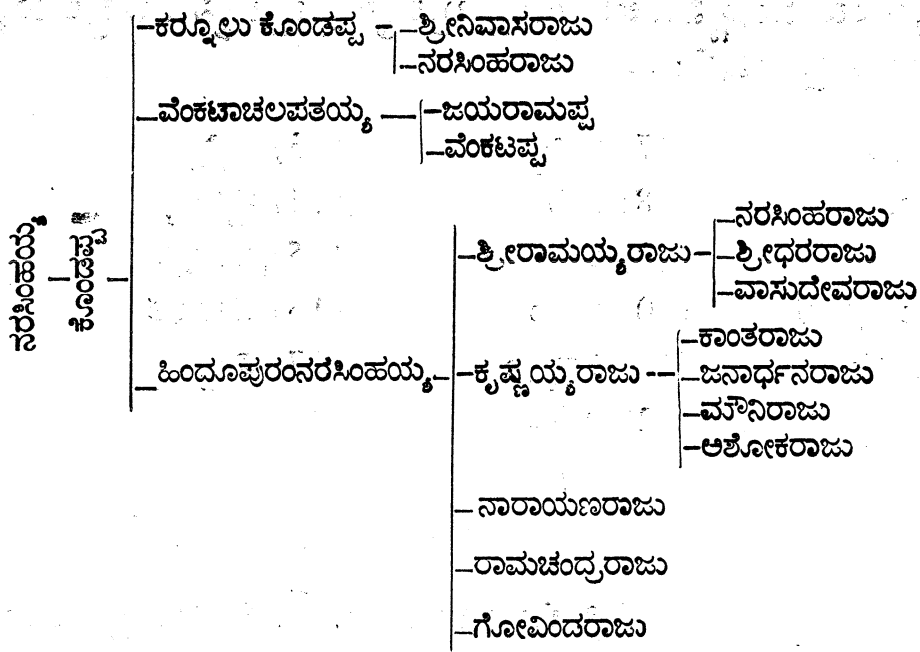 ನರಸಿಂಹಯ್ಯ
ಕೊಂಡಪ್ಪ
ಕರ್ನೂಲು ಕೊಂಡಪ್ಪ
ಶ್ರೀನಿವಾಸರಾಜು
ನರಸಿಂಹರಾಜು
ವೆಂಕಟಾಚಲಪತಯ್ಯ
ಜಯರಾಮಪ್ಪ
ವೆಂಕಟಪ್ಪ
ಹಿಂದೂಪುರಂನರಸಿಂಹಯ್ಯ
ಶ್ರೀರಾಮಯ್ಯರಾಜು
ನರಸಿಂಹರಾಜು
ಶ್ರೀಧರರಾಜು
ವಾಸುದೇವರಾಜು
ಕೃಷ್ಣಯ್ಯರಾಜು
ಕಾಂತರಾಜು
ಜನಾರ್ಧನರಾಜು
ಮೌನಿರಾಜು
ಅಶೋಕರಾಜು
ನಾರಾಯಣರಾಜು
ರಾಮಚಂದ್ರರಾಜು
ಗೋವಿಂದರಾಜು